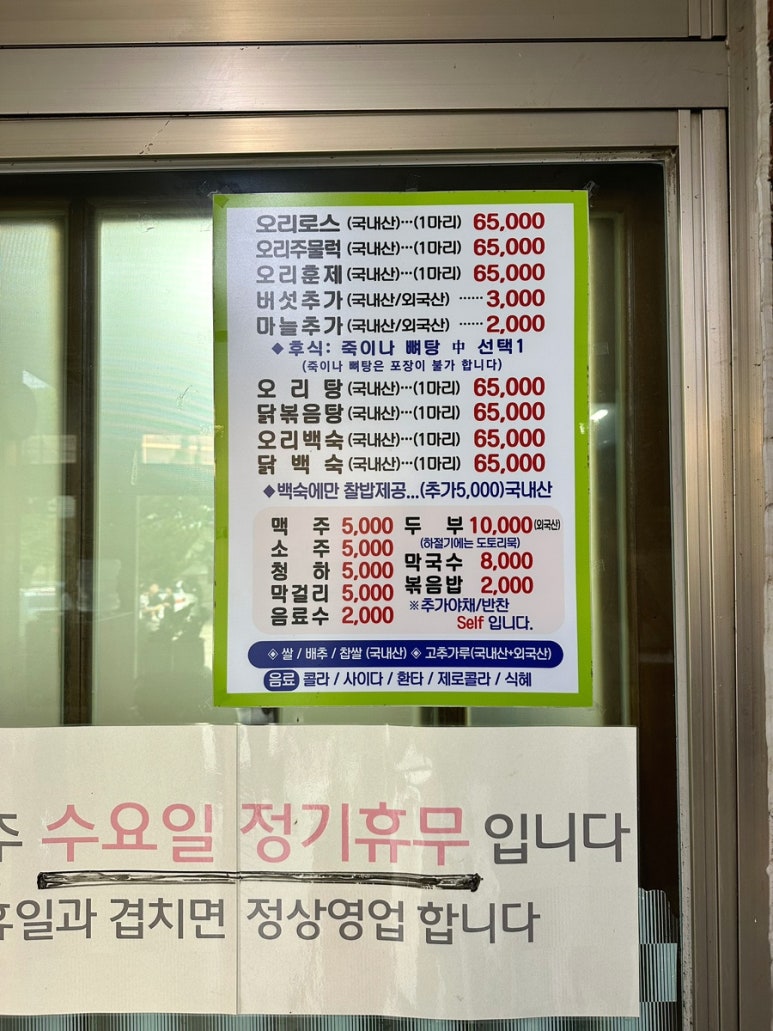 오리로스 (국내산)…(1마리) 65,000
오리주물럭 (국내산)…(1마리) 65,000
오리훈제 (국내산)…(1마리) 65,000
버섯추가 (국내산/외국산) ······ 3,000
마늘추가 (국내산/외국산) ······ 2,000
◆후식: 죽이나 뼈탕 中 선택1
(죽이나 뼈탕은 포장이 불가 합니다)
오리탕 (국내산)…(1마리) 65,000
닭볶음탕 (국내산)…(1마리) 65,000
오리백숙 (국내산)…(1마리) 65,000
닭백숙 (국내산)…(1마리) 65,000
◆백숙에만 찰밥제공...(추가5,000)국내산
맥주 5,000
소주 5,000
청하 5,000
막걸리 5,000
음료수 2,000
두부 10,000 (외국산)
(하절기에는 도토리묵)
막국수 8,000
볶음밥 2,000
※추가야채/반찬
Self 입니다.
◈ 쌀 / 배추 / 찹쌀 (국내산) ◈ 고추가루(국내산+외국산)
음료 콜라 / 사이다 / 환타 / 제로콜라 / 식혜
주 수요일 정기휴무 입니다
휴일과 겹치면 정상영업 합니다